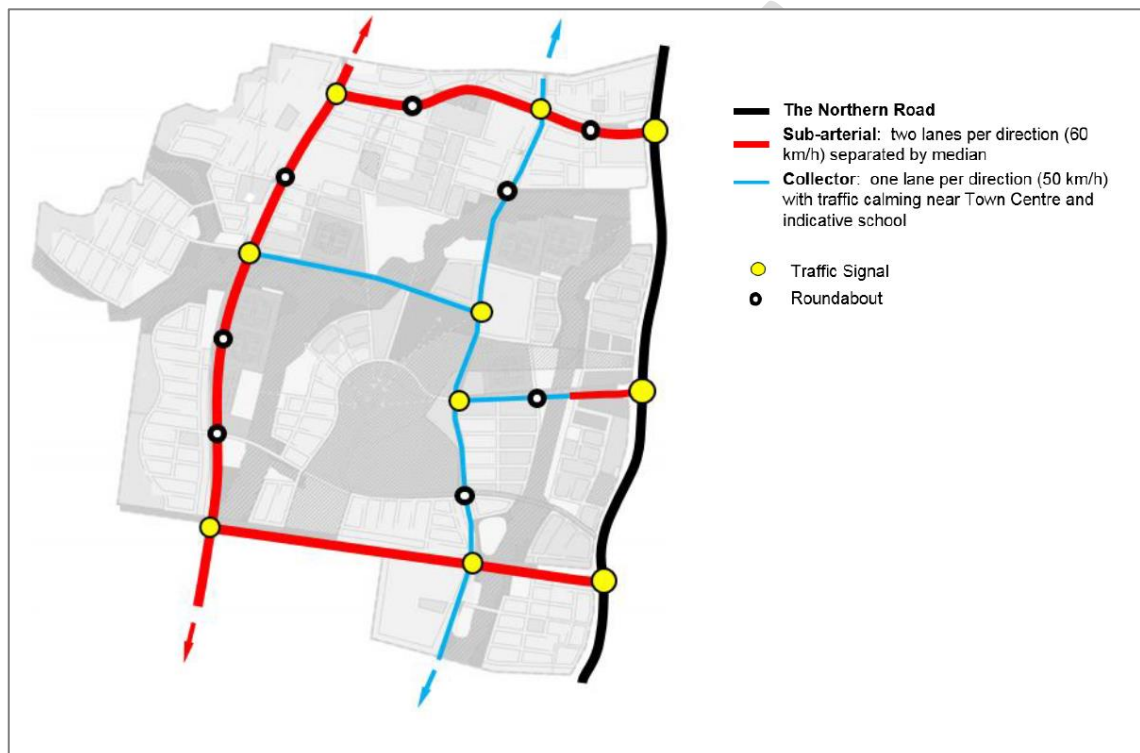 The Northern Road
Sub-arterial: two lanes per direction (60
km/h) separated by median
Collector: one lane per direction (50 km/h)
with traffic calming near Town Centre and
indicative school
Traffic Signal
Roundabout